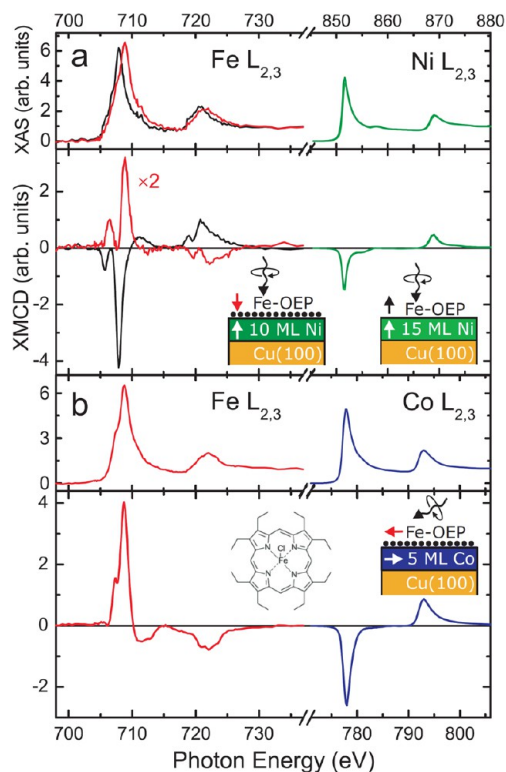 a
Fe L2,3
Ni L2,3
XAS (arb. units)
6
4
2
0
×2
XMCD (arb. units)
2
0
-2
-4
Fe-OEP
10 ML Ni
Cu(100)
Fe-OEP
15 ML Ni
Cu(100)
700 710 720 730 850 860 870 880
b
Fe L2,3
Co L2,3
6
3
0
4
2
0
-2
Cl
N N
Fe
N N
Fe-OEP
5 ML Co
Cu(100)
700 710 720 730 780 790 800
Photon Energy (eV)